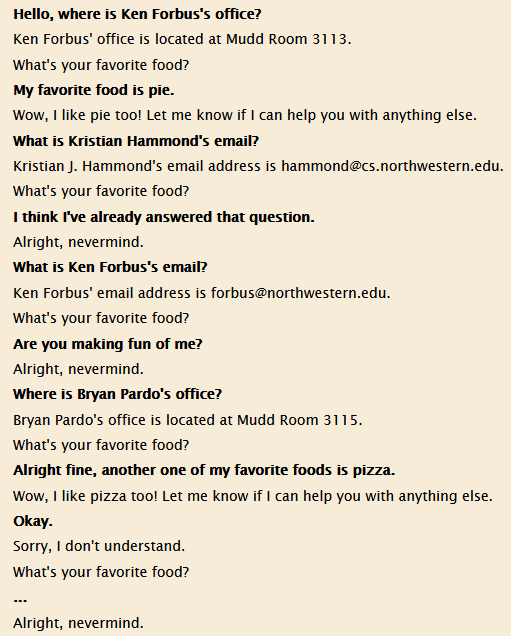 Hello, where is Ken Forbus's office?
Ken Forbus' office is located at Mudd Room 3113.
What's your favorite food?
My favorite food is pie.
Wow, I like pie too! Let me know if I can help you with anything else.
What is Kristian Hammond's email?
Kristian J. Hammond's email address is hammond@cs.northwestern.edu.
What's your favorite food?
I think I've already answered that question.
Alright, nevermind.
What is Ken Forbus's email?
Ken Forbus' email address is forbus@northwestern.edu.
What's your favorite food?
Are you making fun of me?
Alright, nevermind.
Where is Bryan Pardo's office?
Bryan Pardo's office is located at Mudd Room 3115.
What's your favorite food?
Alright fine, another one of my favorite foods is pizza.
Wow, I like pizza too! Let me know if I can help you with anything else.
Okay.
Sorry, I don't understand.
What's your favorite food?
...
Alright, nevermind.